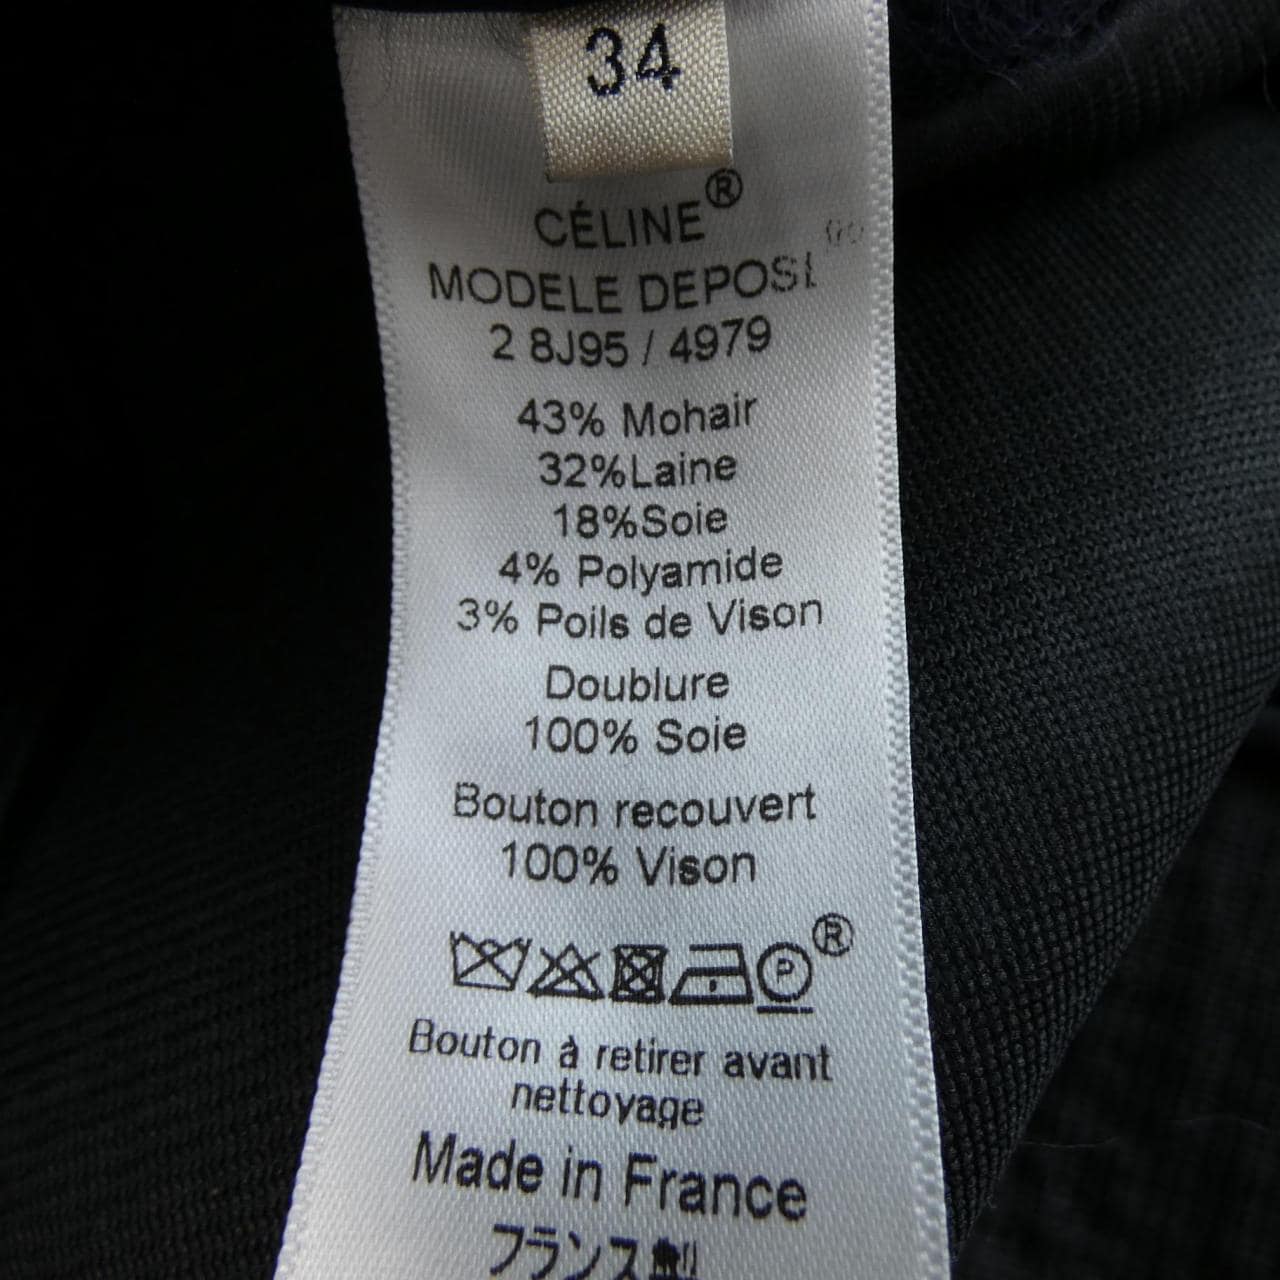 34
CÉLINE®
MODELE DEPOSE
2 8J95 / 4979
43% Mohair
32%Laine
18%Soie
4% Polyamide
3% Poils de Vison
Doublure
100% Soie
Bouton recouvert
100% Vison
P ®
Bouton à retirer avant
nettoyage
Made in France
フランス製